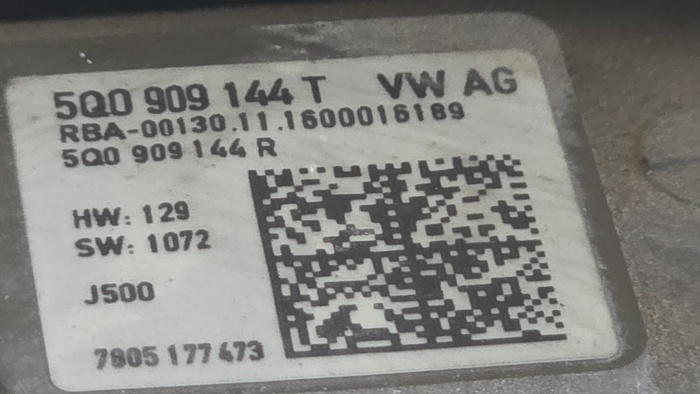 5Q0 909 144 T VW AG
RBA-00130.11.1600016189
5Q0 909 144 R
HW: 129
SW: 1072
J500
7805 177 473